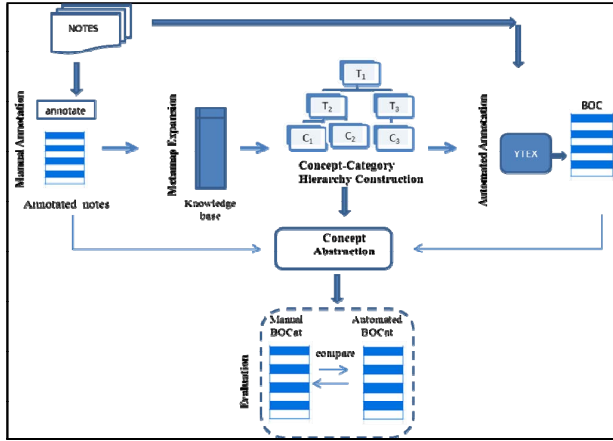 NOTES
annotate
Manual Annotation
Annotated notes
Metamap Expansion
Knowledge
base
T1
T2
T3
C1
C2
C3
Concept-Category
Hierarchy Construction
Automated Annotation
YTEX
BOC
Concept
Abstraction
Evaluation
Manual
BOCat
Automated
BOCat
compare